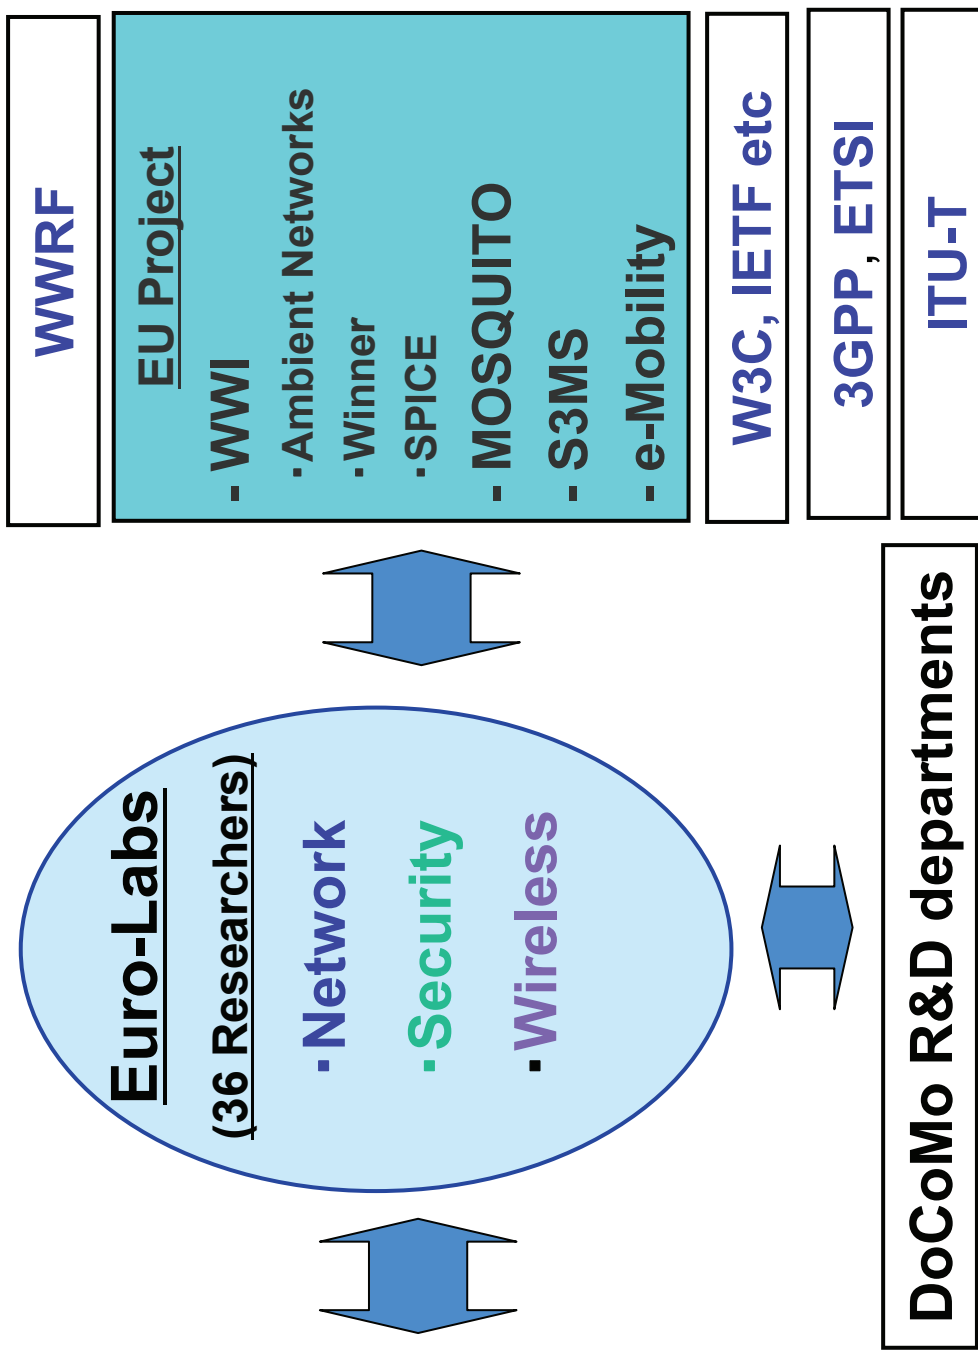 Euro-Labs
(36 Researchers)
·Network
·Security
·Wireless
WWRF
EU Project
- WWI
·Ambient Networks
·Winner
·SPICE
- MOSQUITO
- S3MS
- e-Mobility
W3C, IETF etc
3GPP, ETSI
ITU-T
DoCoMo R&D departments